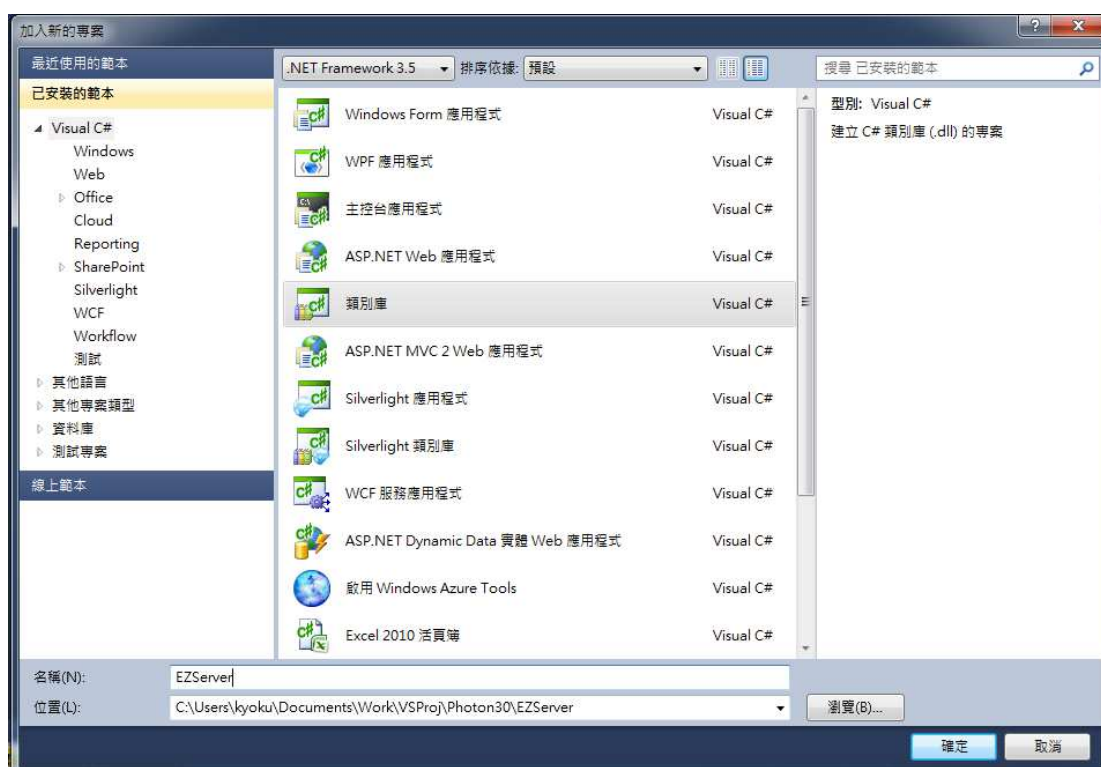 加入新的專案
最近使用的範本
已安裝的範本
Visual C#
Windows
Web
Office
Cloud
Reporting
SharePoint
Silverlight
WCF
Workflow
測試
其他語言
其他專案類型
資料庫
測試專案
線上範本
.NET Framework 3.5 排序依據: 預設
Windows Form 應用程式 Visual C#
WPF 應用程式 Visual C#
主控台應用程式 Visual C#
ASP.NET Web 應用程式 Visual C#
類別庫 Visual C#
ASP.NET MVC 2 Web 應用程式 Visual C#
Silverlight 應用程式 Visual C#
Silverlight 類別庫 Visual C#
WCF 服務應用程式 Visual C#
ASP.NET Dynamic Data 實體 Web 應用程式 Visual C#
啟用 Windows Azure Tools Visual C#
Excel 2010 活頁簿 Visual C#
搜尋 已安裝的範本
型別: Visual C#
建立 C# 類別庫 (.dll) 的專案
名稱(N): EZServer
位置(L): C:\Users\kyoku\Documents\Work\VSProj\Photon30\EZServer 瀏覽(B)...
確定 取消